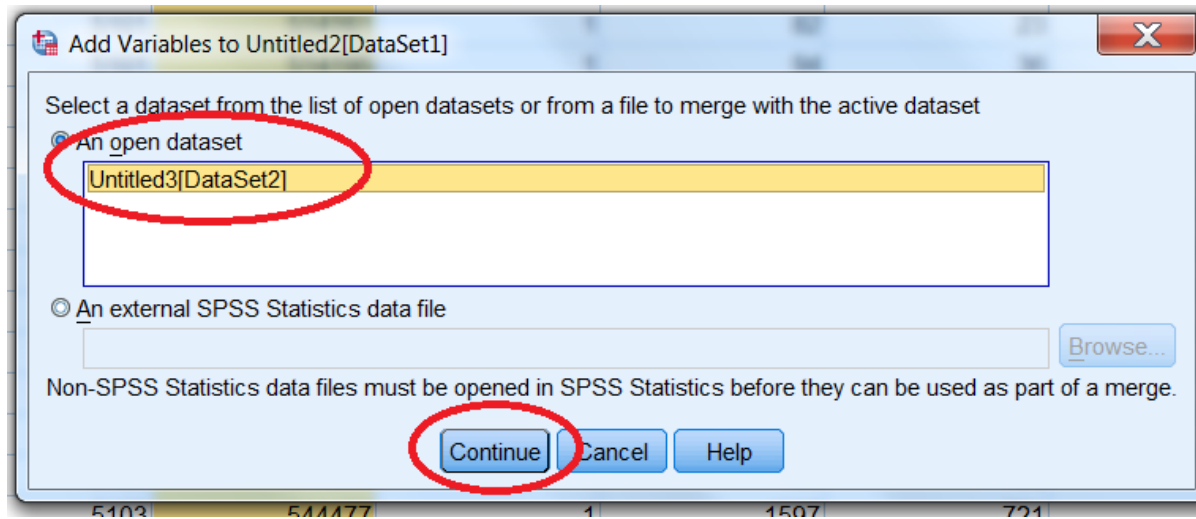 Add Variables to Untitled2[DataSet1]
Select a dataset from the list of open datasets or from a file to merge with the active dataset
An open dataset
Untitled3[DataSet2]
An external SPSS Statistics data file
Browse...
Non-SPSS Statistics data files must be opened in SPSS Statistics before they can be used as part of a merge.
Continue Cancel Help
5103 544477 1 1597 721